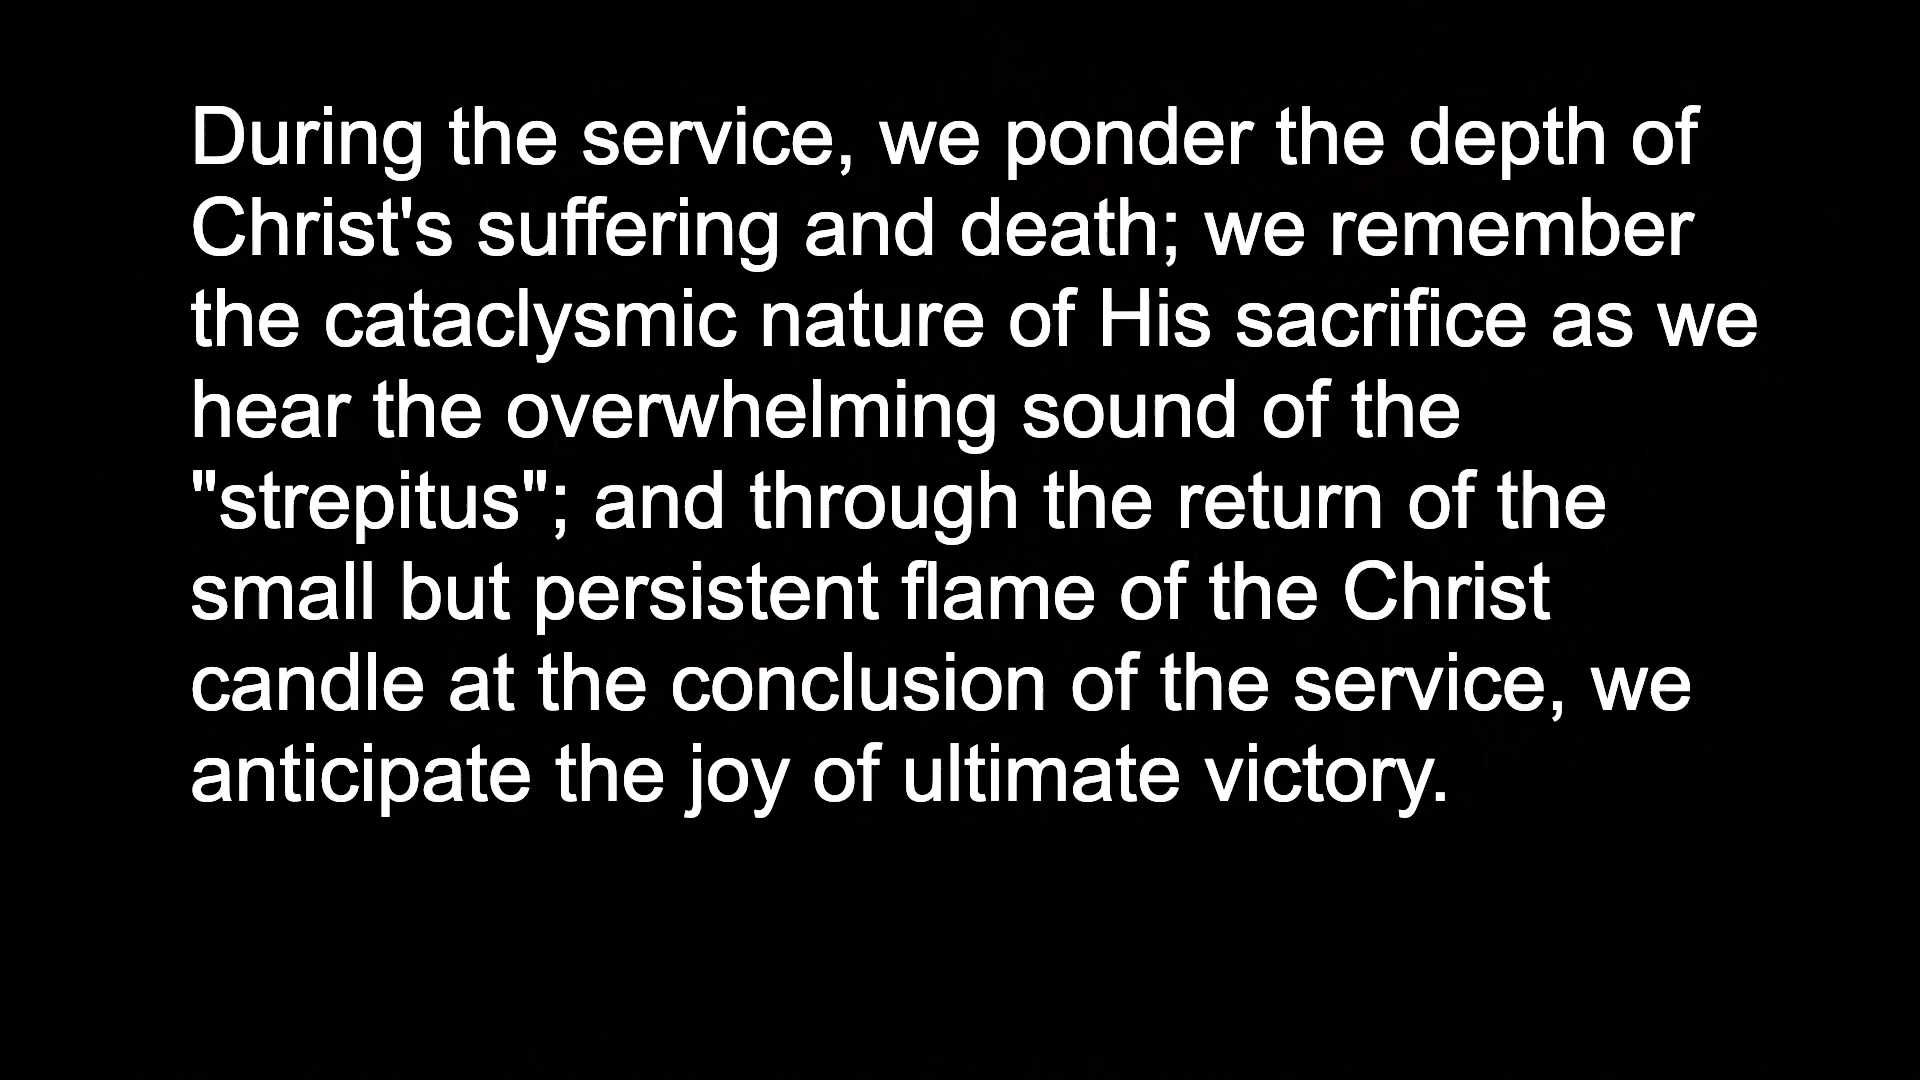 During the service, we ponder the depth of
Christ's suffering and death; we remember
the cataclysmic nature of His sacrifice as we
hear the overwhelming sound of the
"strepitus"; and through the return of the
small but persistent flame of the Christ
candle at the conclusion of the service, we
anticipate the joy of ultimate victory.